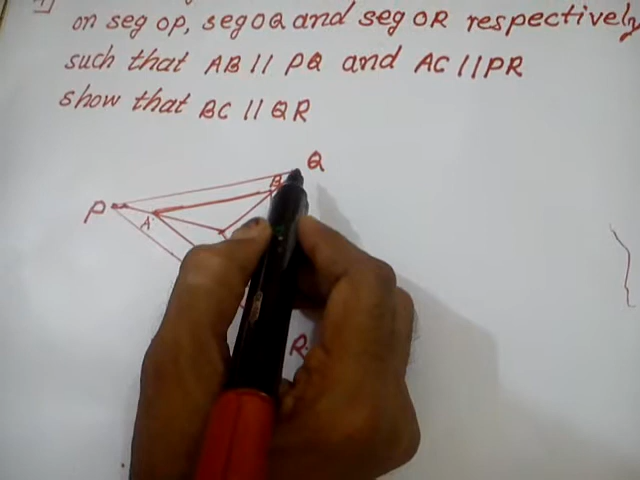 on seg OP, seg OQ and seg OR respectively
such that AB // PQ and AC // PR
show that BC // QR
Q
B
P
A
R